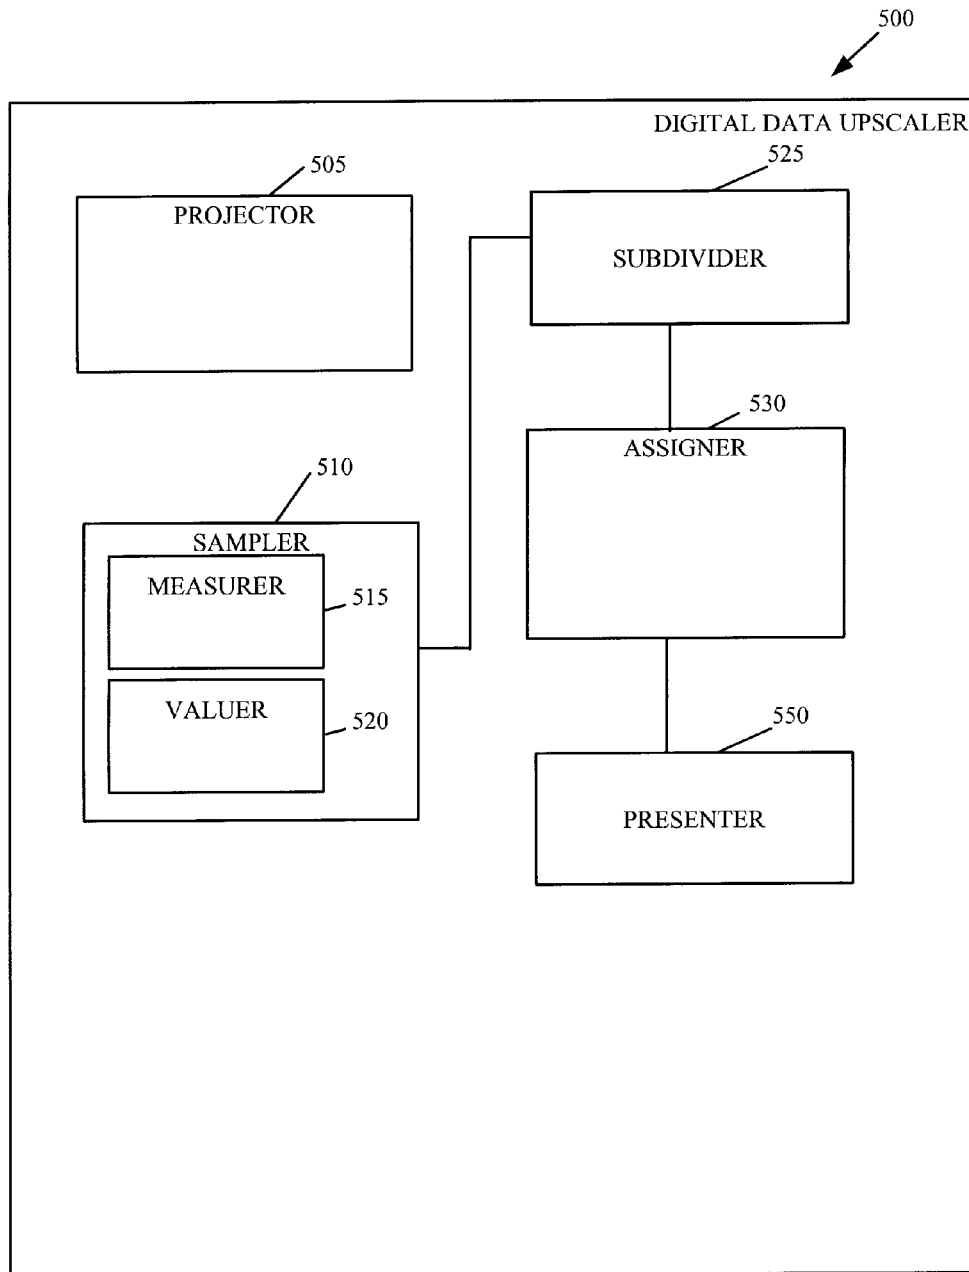 500
DIGITAL DATA UPSCALER
505
PROJECTOR
525
SUBDIVIDER
530
ASSIGNER
510
SAMPLER
MEASURER
515
VALUER
520
550
PRESENTER